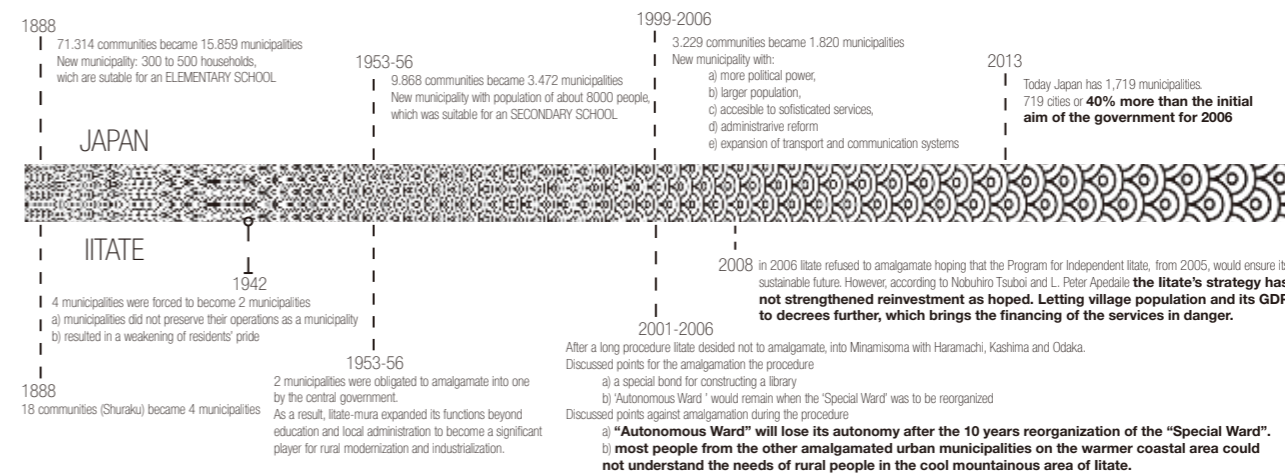 1888
71.314 communities became 15.859 municipalities
New municipality: 300 to 500 households,
wich are sutable for an ELEMENTARY SCHOOL
1953-56
9.868 communities became 3.472 municipalities
New municipality with population of about 8000 people,
which was suitable for an SECONDARY SCHOOL
1999-2006
3.229 communities became 1.820 municipalities
New municipality with:
a) more political power,
b) larger population,
c) accesible to sofisticated services,
d) administrarive reform
e) expansion of transport and communication systems
2013
Today Japan has 1,719 municipalities.
719 cities or 40% more than the initial
aim of the government for 2006
JAPAN
IITATE
1942
4 municipalities were forced to become 2 municipalities
a) municipalities did not preserve their operations as a municipality
b) resulted in a weakening of residents' pride
1888
18 communities (Shuraku) became 4 municipalities
1953-56
2 municipalities were obligated to amalgamate into one
by the central government.
As a result, Iitate-mura expanded its functions beyond
education and local administration to become a significant
player for rural modernization and industrialization.
2008 in 2006 Iitate refused to amalgamate hoping that the Program for Independent Iitate, from 2005, would ensure its
sustainable future. However, according to Nobuhiro Tsuboi and L. Peter Apedaile the Iitate's strategy has
not strengthened reinvestment as hoped. Letting village population and its GDP
to decrees further, which brings the financing of the services in danger.
2001-2006
After a long procedure Iitate desided not to amalgamate, into Minamisoma with Haramachi, Kashima and Odaka.
Discussed points for the amalgamation the procedure
a) a special bond for constructing a library
b) 'Autonomous Ward ' would remain when the 'Special Ward' was to be reorganized
Discussed points against amalgamation during the procedure
a) "Autonomous Ward" will lose its autonomy after the 10 years reorganization of the "Special Ward".
b) most people from the other amalgamated urban municipalities on the warmer coastal area could
not understand the needs of rural people in the cool mountainous area of Iitate.